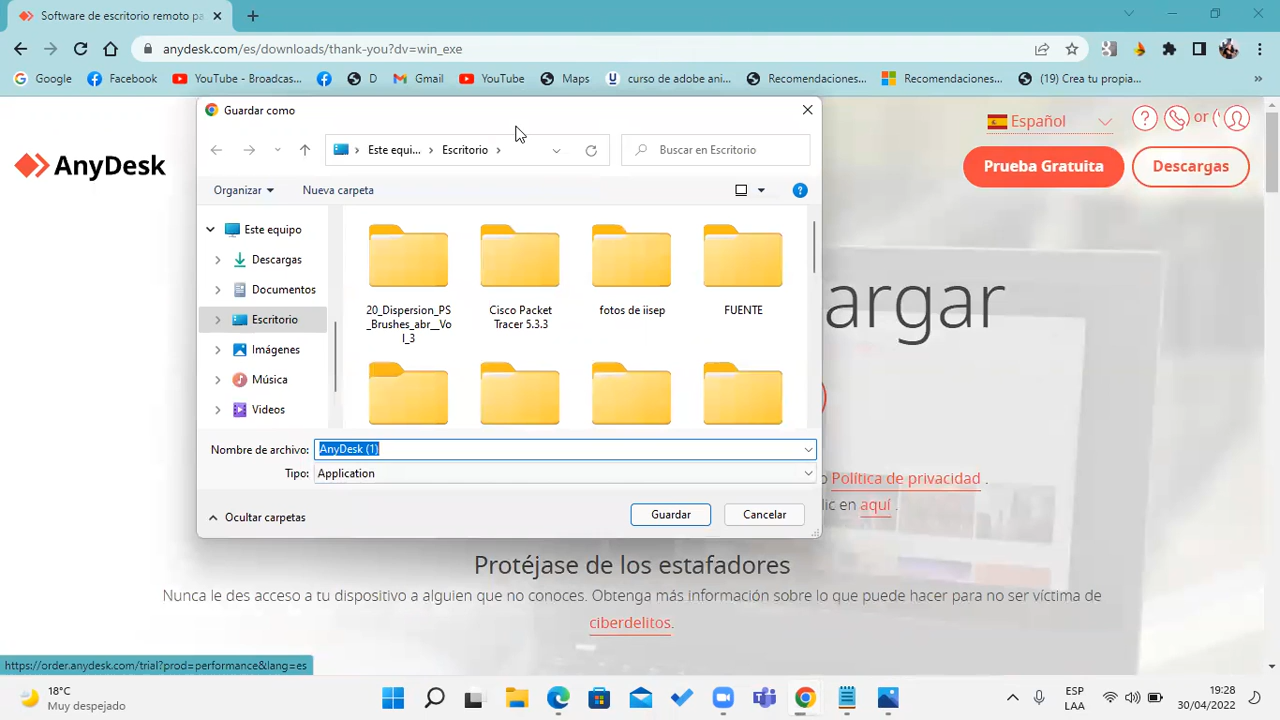 Software de escritorio remoto pa
anydesk.com/es/downloads/thank-you?dv=win_exe
Google Facebook YouTube - Broadcas... D Gmail YouTube Maps curso de adobe ani... Recomendaciones... Recomendaciones... (19) Crea tu propia... »
Guardar como
Este equi... Escritorio
Buscar en Escritorio
Organizar Nueva carpeta
Este equipo
Descargas
Documentos
Escritorio
Imágenes
Música
Videos
20_Dispersion_PS
_Brushes_abr__Vo
l_3
Cisco Packet
Tracer 5.3.3
fotos de iisep
FUENTE
Nombre de archivo: AnyDesk (1)
Tipo: Application
Ocultar carpetas Guardar Cancelar
AnyDesk
Español
or (
Prueba Gratuita Descargas
argar
Política de privacidad .
lic en aquí .
Protéjase de los estafadores
Nunca le des acceso a tu dispositivo a alguien que no conoces. Obtenga más información sobre lo que puede hacer para no ser víctima de
ciberdelitos.
https://order.anydesk.com/trial?prod=performance&lang=es
18°C
Muy despejado
ESP
LAA
19:28
30/04/2022